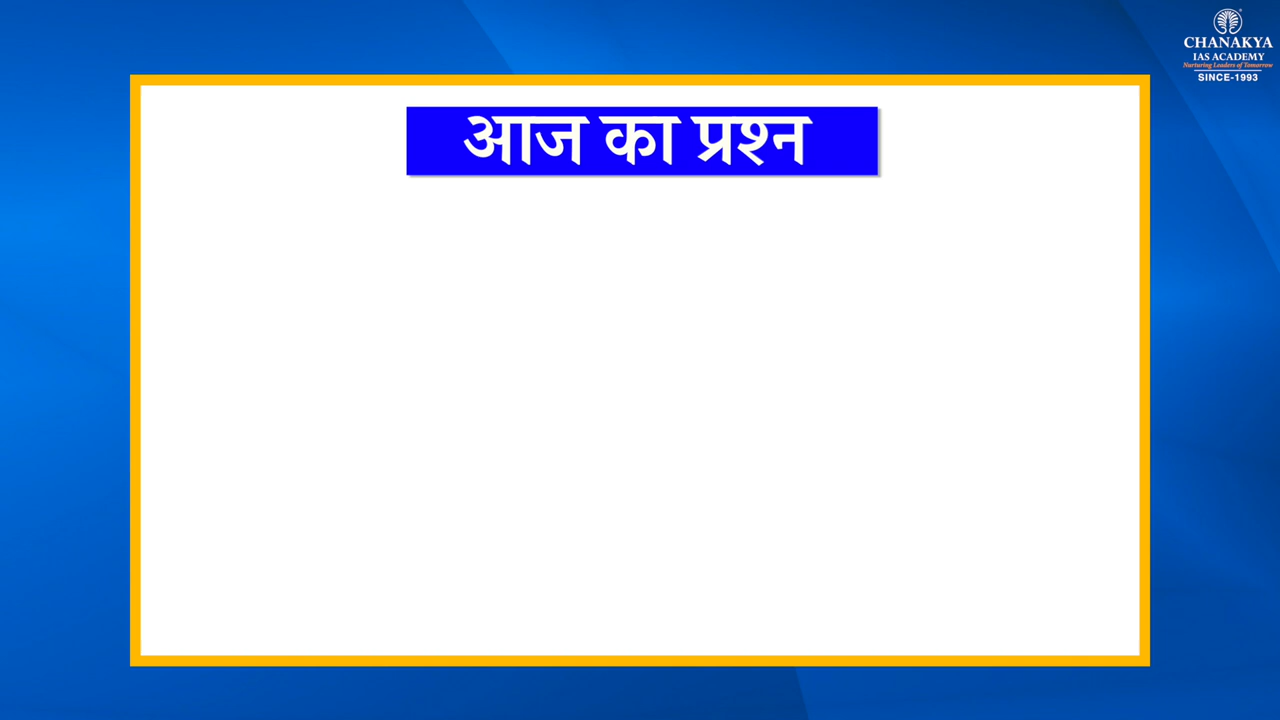 CHANAKYA
IAS ACADEMY
Nurturing Leaders of Tomorrow
SINCE-1993
आज का प्रश्न